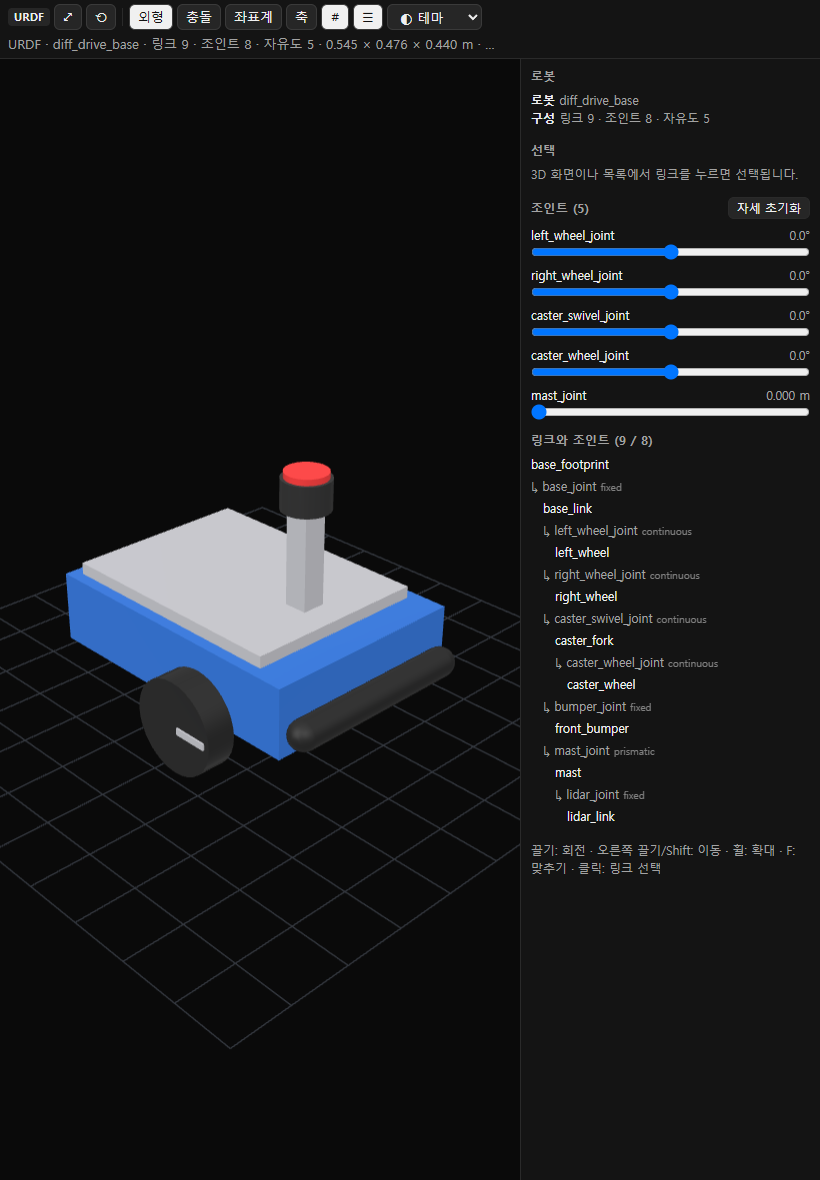 URDF ⤢ ⟲ 외형 충돌 좌표계 축 # ☰ ◐ 테마
URDF · diff_drive_base · 링크 9 · 조인트 8 · 자유도 5 · 0.545 × 0.476 × 0.440 m · ...
로봇
로봇 diff_drive_base
구성 링크 9 · 조인트 8 · 자유도 5
선택
3D 화면이나 목록에서 링크를 누르면 선택됩니다.
조인트 (5) 자세 초기화
left_wheel_joint 0.0°
right_wheel_joint 0.0°
caster_swivel_joint 0.0°
caster_wheel_joint 0.0°
mast_joint 0.000 m
링크와 조인트 (9 / 8)
base_footprint
↳ base_joint fixed
base_link
↳ left_wheel_joint continuous
left_wheel
↳ right_wheel_joint continuous
right_wheel
↳ caster_swivel_joint continuous
caster_fork
↳ caster_wheel_joint continuous
caster_wheel
↳ bumper_joint fixed
front_bumper
↳ mast_joint prismatic
mast
↳ lidar_joint fixed
lidar_link
끌기: 회전 · 오른쪽 끌기/Shift: 이동 · 휠: 확대 · F:
맞추기 · 클릭: 링크 선택